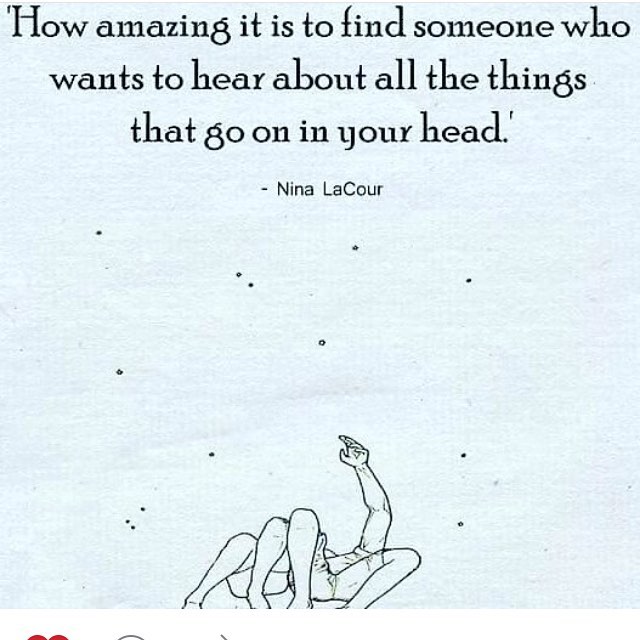 'How amazing it is to find someone who
wants to hear about all the things
that go on in your head.'
- Nina LaCour